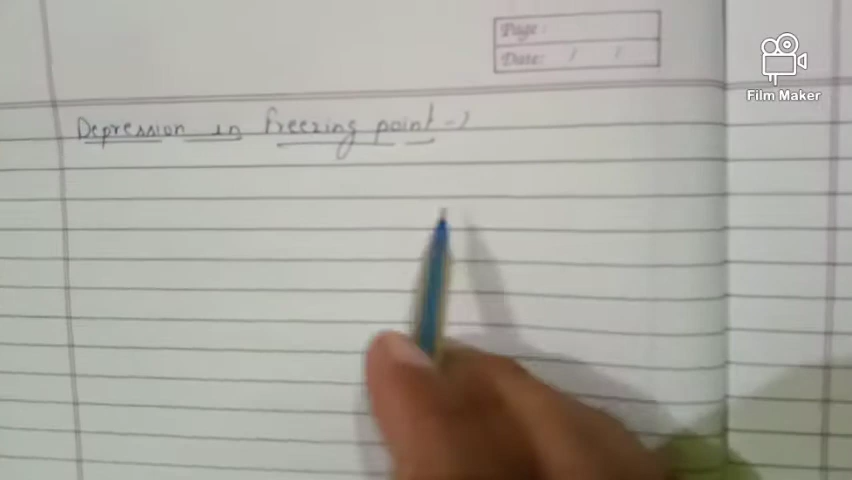 Page :
Date: / /
Film Maker
Depression in freezing point -